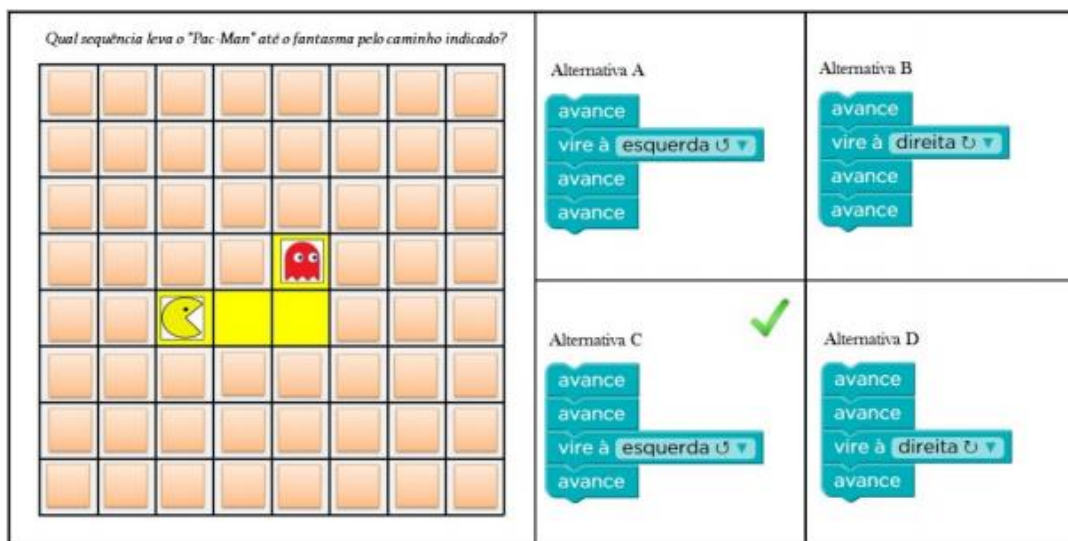 Qual sequência leva o "Pac-Man" até o fantasma pelo caminho indicado?
Alternativa A
avance
vire à esquerda ↺ ▼
avance
avance
Alternativa B
avance
vire à direita ↻ ▼
avance
avance
Alternativa C
avance
avance
vire à esquerda ↺ ▼
avance
Alternativa D
avance
avance
vire à direita ↻ ▼
avance